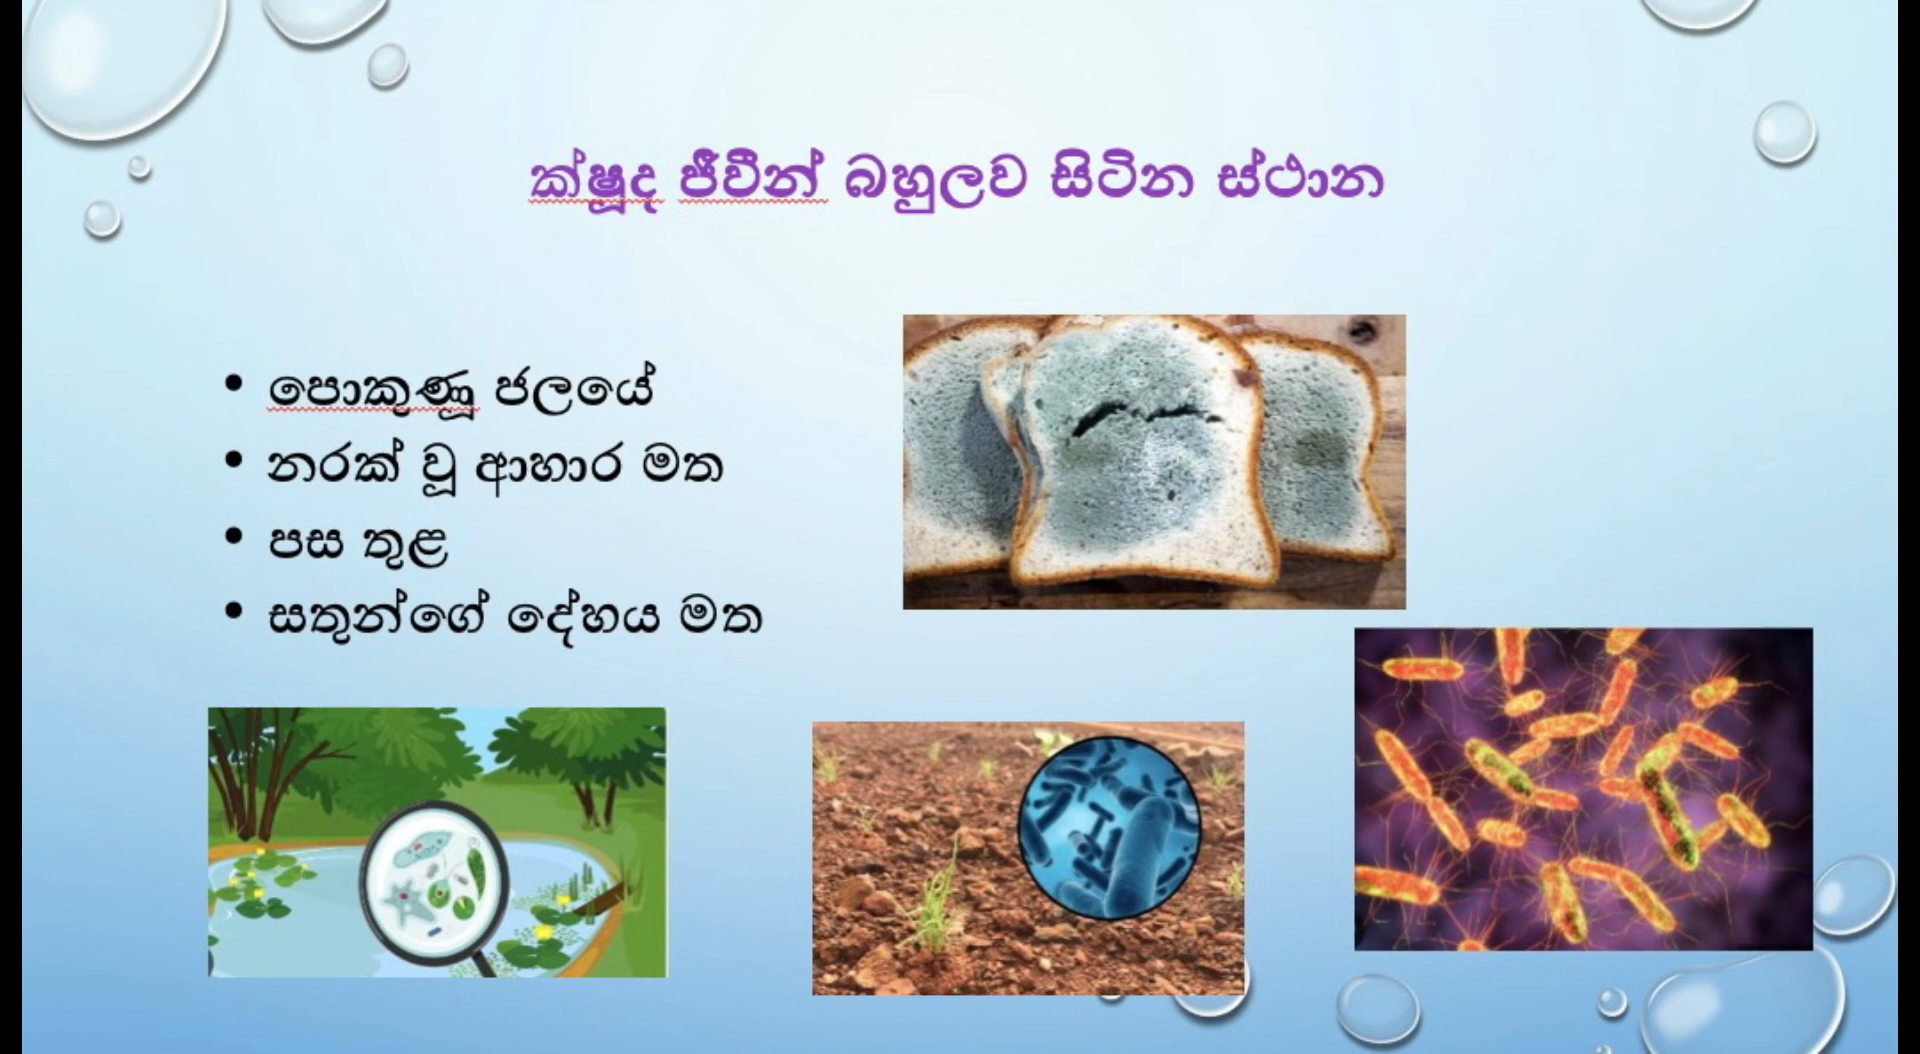 ක්ෂූද ජීවීන් බහුලව සිටින ස්ථාන
• පොකුණූ ජලයේ
• නරක් වූ ආහාර මත
• පස තුළ
• සතුන්ගේ දේහය මත